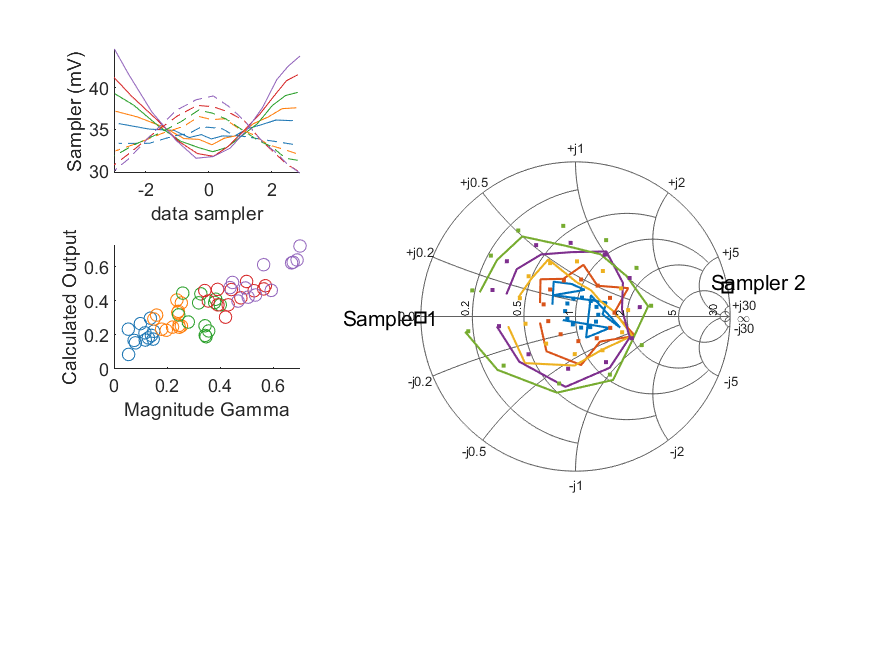 Sampler (mV)
40
35
30
-2
0
2
data sampler
Calculated Output
0.6
0.4
0.2
0
0
0.2
0.4
0.6
Magnitude Gamma
+j1
+j0.5
+j2
+j0.2
+j5
Sampler 2
Sampler 1
0.2
0.5
1
2
5
30
+j30
∞
-j30
-j0.2
-j5
-j0.5
-j2
-j1